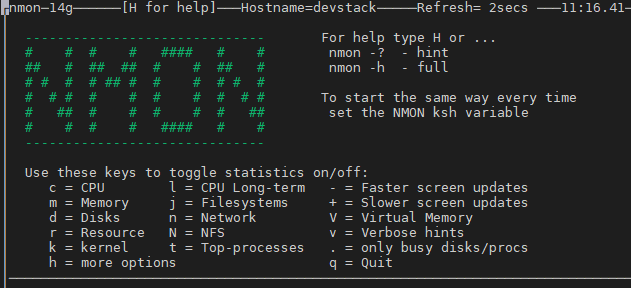 nmon─14g──────[H for help]───Hostname=devstack─────Refresh= 2secs ───11:16.41─
------------------------------       For help type H or ...
#    #  #    #   ####   #    #        nmon -?  - hint
##   #  ##  ##  #    #  ##   #        nmon -h  - full
# #  #  # ## #  #    #  # #  #
#  # #  #    #  #    #  #  # #       To start the same way every time
#   ##  #    #  #    #  #   ##        set the NMON ksh variable
#    #  #    #   ####   #    #
------------------------------
Use these keys to toggle statistics on/off:
c = CPU        l = CPU Long-term   - = Faster screen updates
m = Memory     j = Filesystems     + = Slower screen updates
d = Disks      n = Network         V = Virtual Memory
r = Resource   N = NFS             v = Verbose hints
k = kernel     t = Top-processes   . = only busy disks/procs
h = more options                   q = Quit